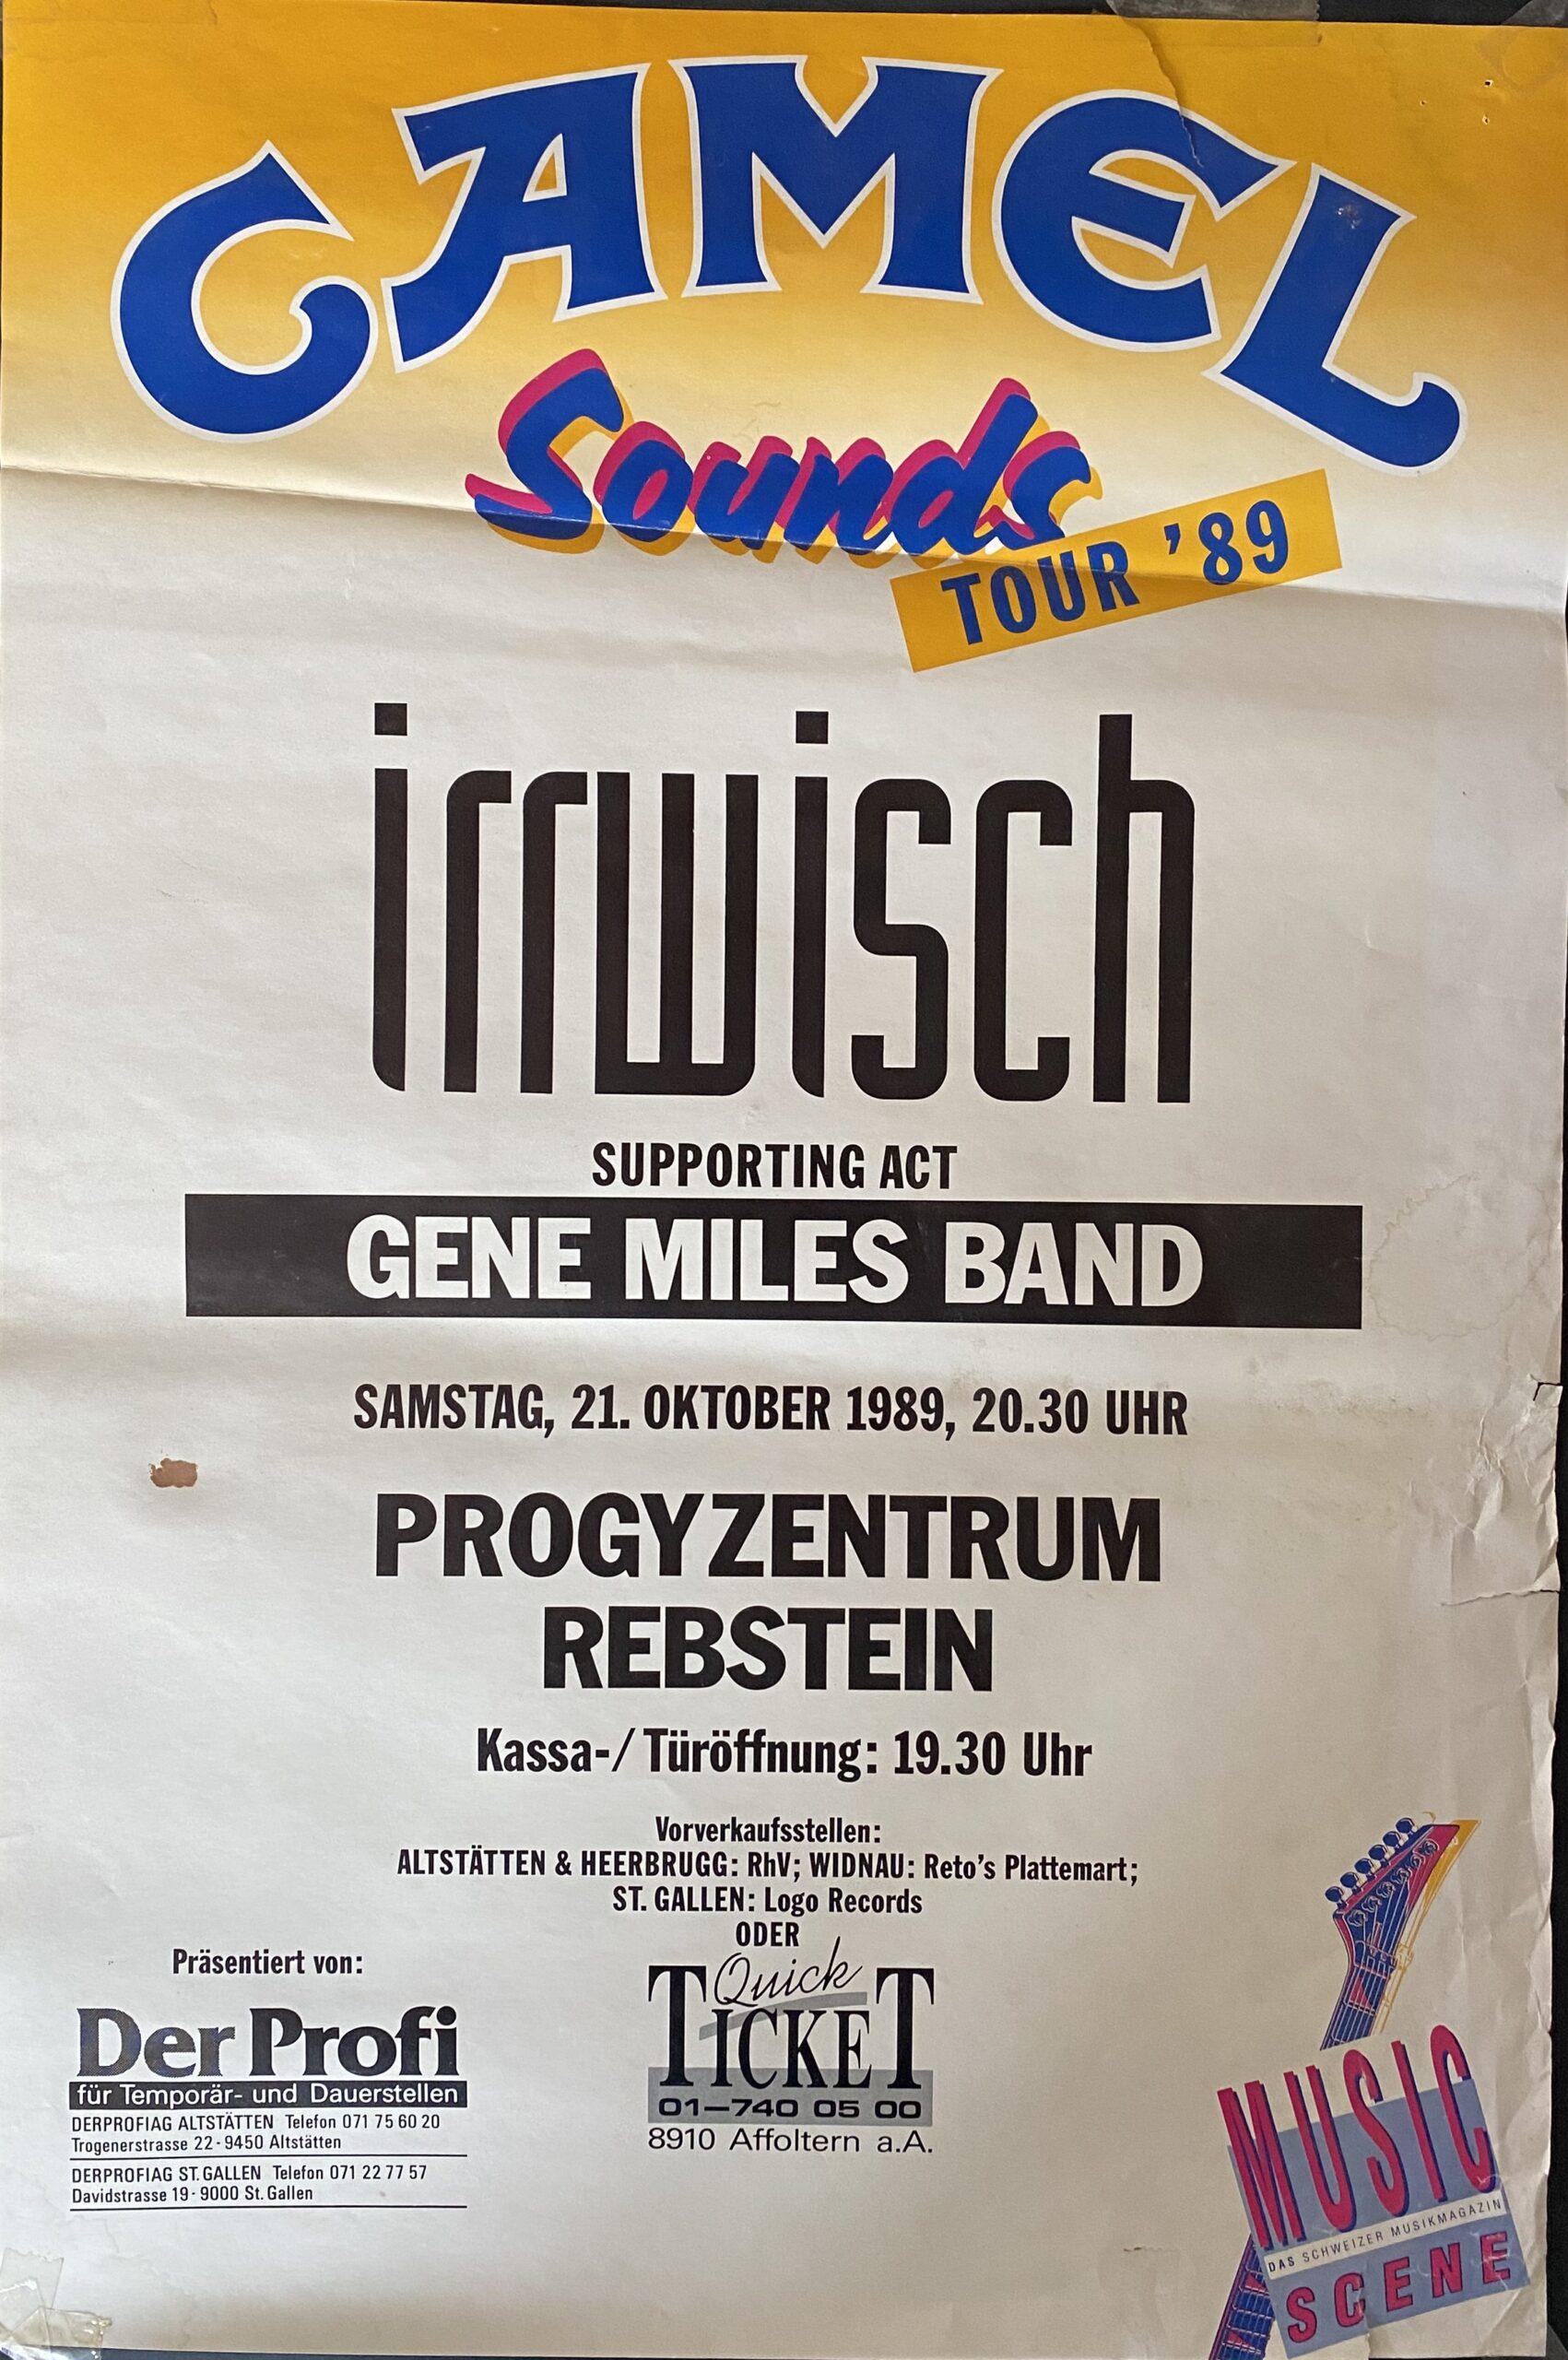 CAMEL
Sounds
TOUR '89
irrwisch
SUPPORTING ACT
GENE MILES BAND
SAMSTAG, 21. OKTOBER 1989, 20.30 UHR
PROGYZENTRUM
REBSTEIN
Kassa-/Türöffnung: 19.30 Uhr
Vorverkaufsstellen:
ALTSTÄTTEN & HEERBRUGG: RhV; WIDNAU: Reto's Plattemart;
ST. GALLEN: Logo Records
ODER
Quick
TICKET
01–740 05 00
8910 Affoltern a.A.
Präsentiert von:
Der Profi
für Temporär- und Dauerstellen
DERPROFIAG ALTSTÄTTEN Telefon 071 75 60 20
Trogenerstrasse 22 - 9450 Altstätten
DERPROFIAG ST. GALLEN Telefon 071 22 77 57
Davidstrasse 19 - 9000 St. Gallen
MUSIC
DAS SCHWEIZER MUSIKMAGAZIN
SCENE